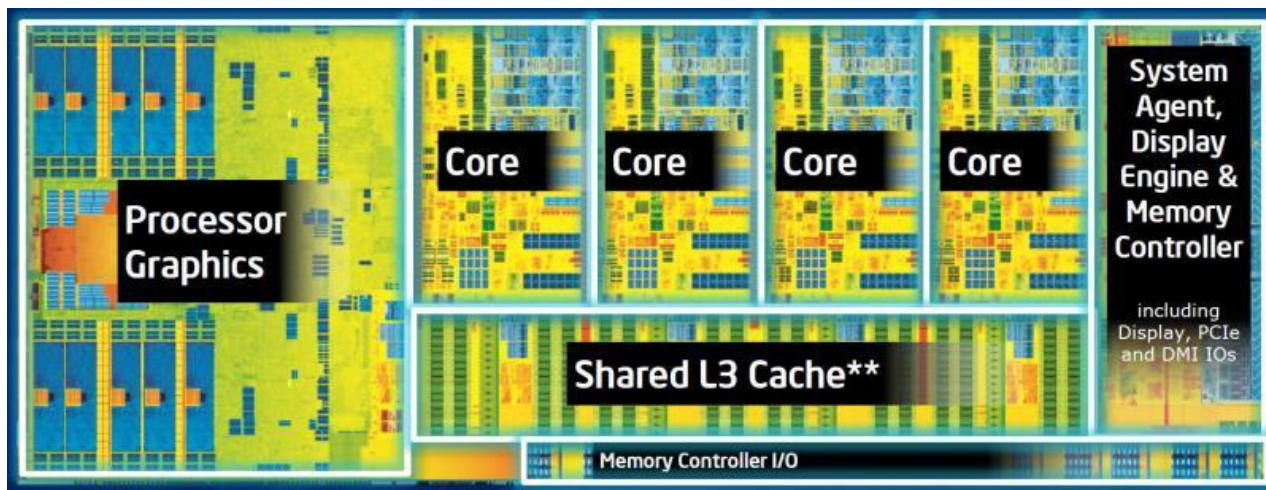 Processor
Graphics
Core
Core
Core
Core
System
Agent,
Display
Engine &
Memory
Controller
including
Display, PCIe
and DMI IOs
Shared L3 Cache**
Memory Controller I/O